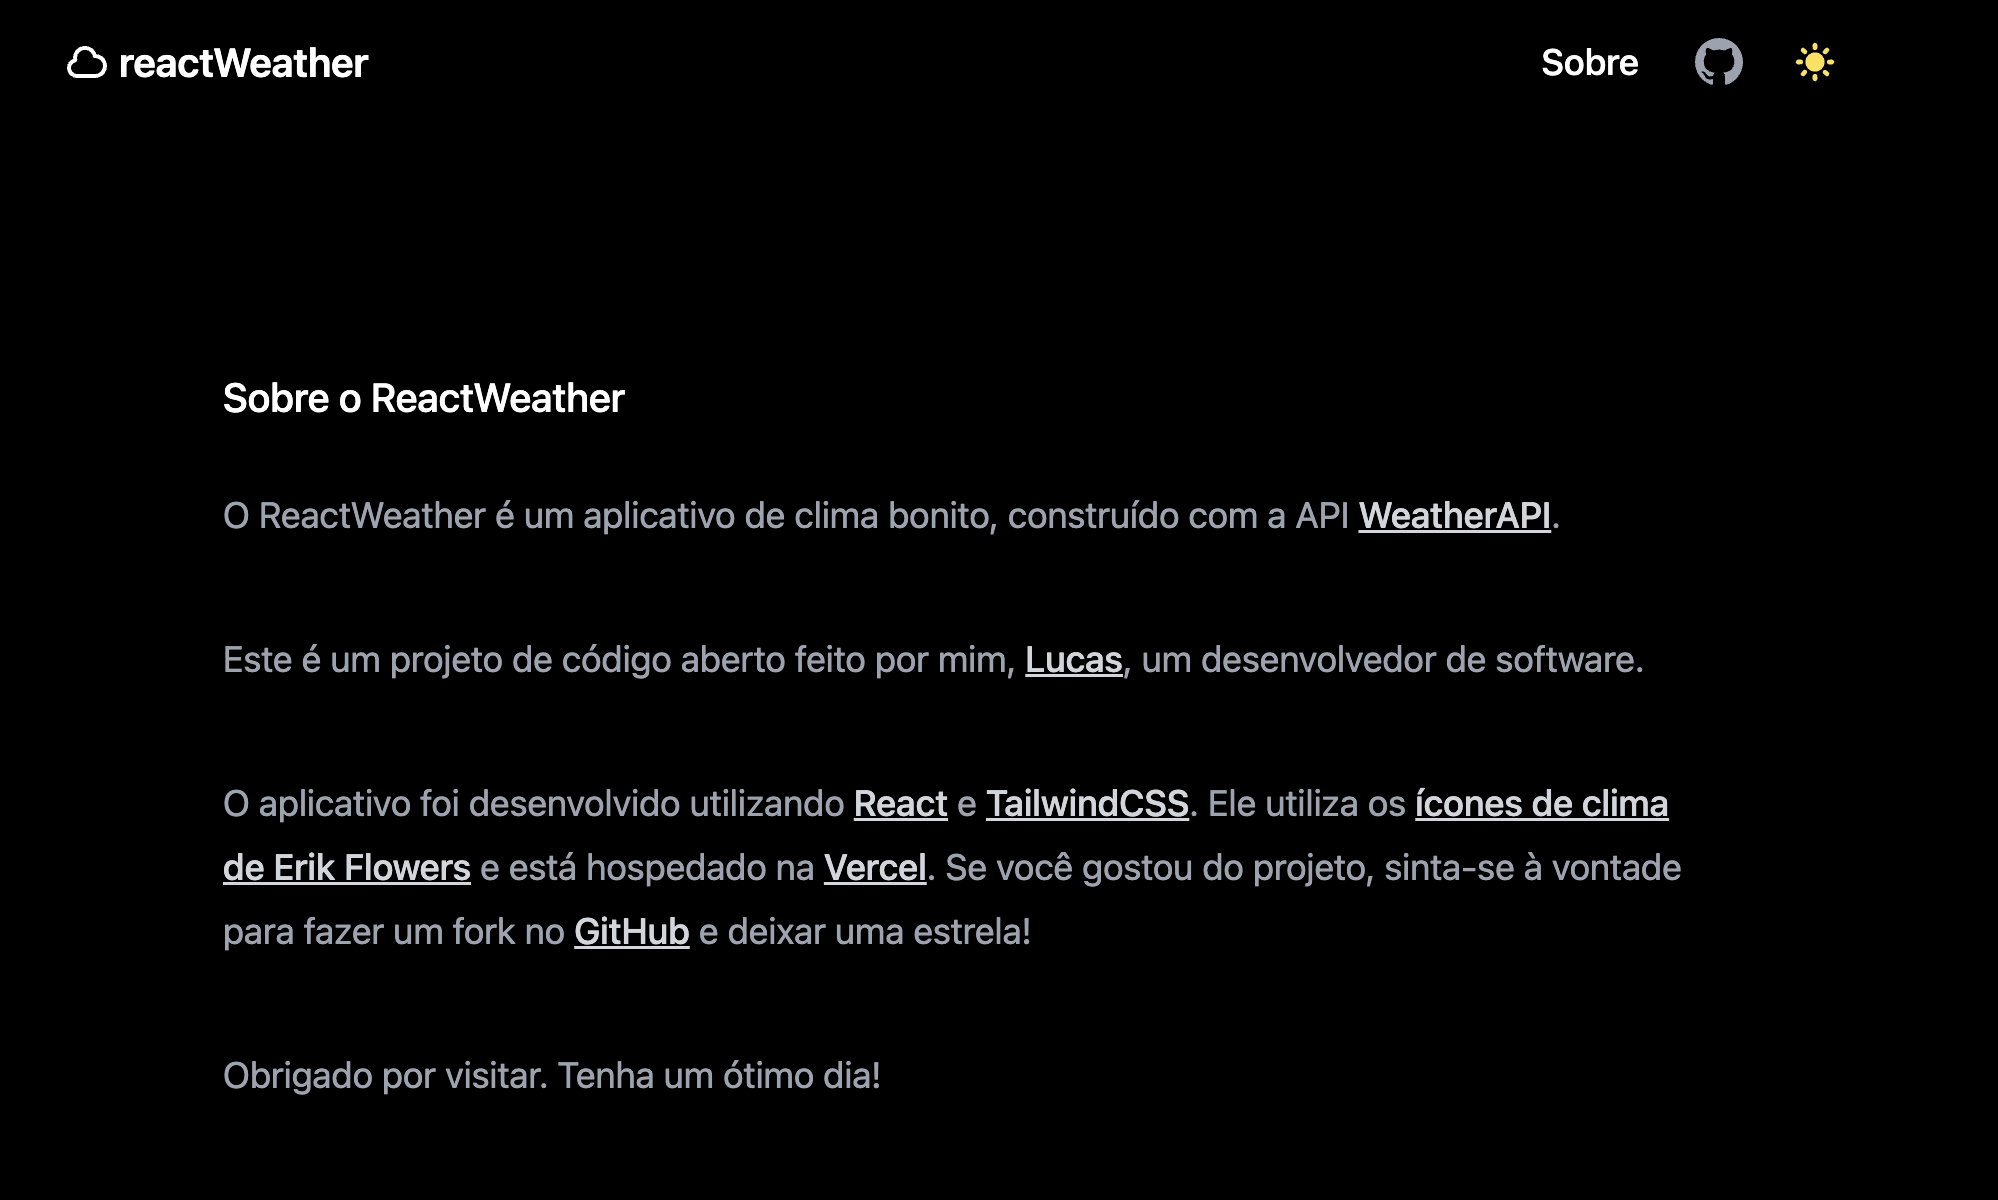 reactWeather
Sobre
Sobre o ReactWeather
O ReactWeather é um aplicativo de clima bonito, construído com a API WeatherAPI.
Este é um projeto de código aberto feito por mim, Lucas, um desenvolvedor de software.
O aplicativo foi desenvolvido utilizando React e TailwindCSS. Ele utiliza os ícones de clima
de Erik Flowers e está hospedado na Vercel. Se você gostou do projeto, sinta-se à vontade
para fazer um fork no GitHub e deixar uma estrela!
Obrigado por visitar. Tenha um ótimo dia!